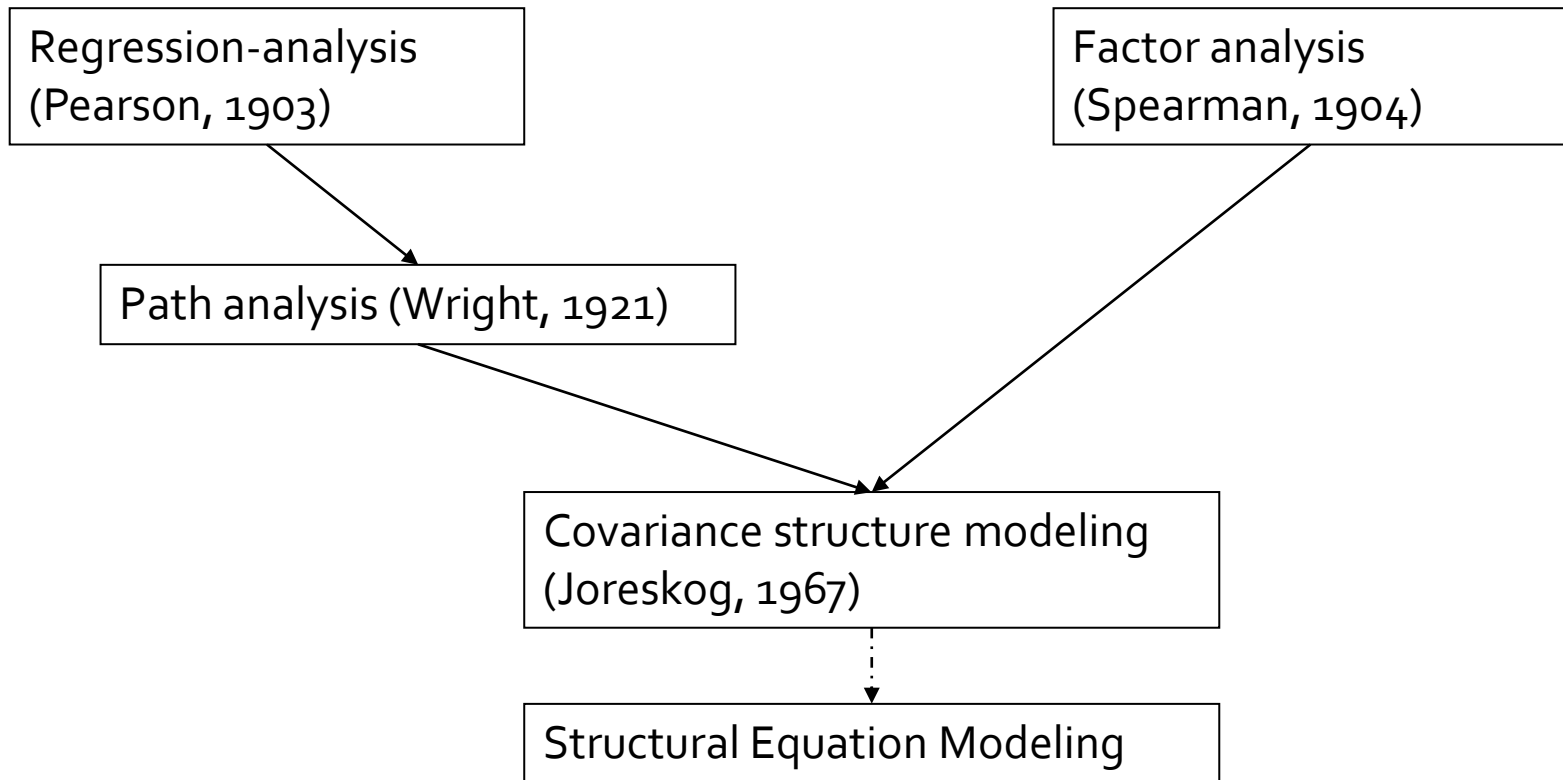 Regression-analysis
(Pearson, 1903)
Factor analysis
(Spearman, 1904)
Path analysis (Wright, 1921)
Covariance structure modeling
(Joreskog, 1967)
Structural Equation Modeling